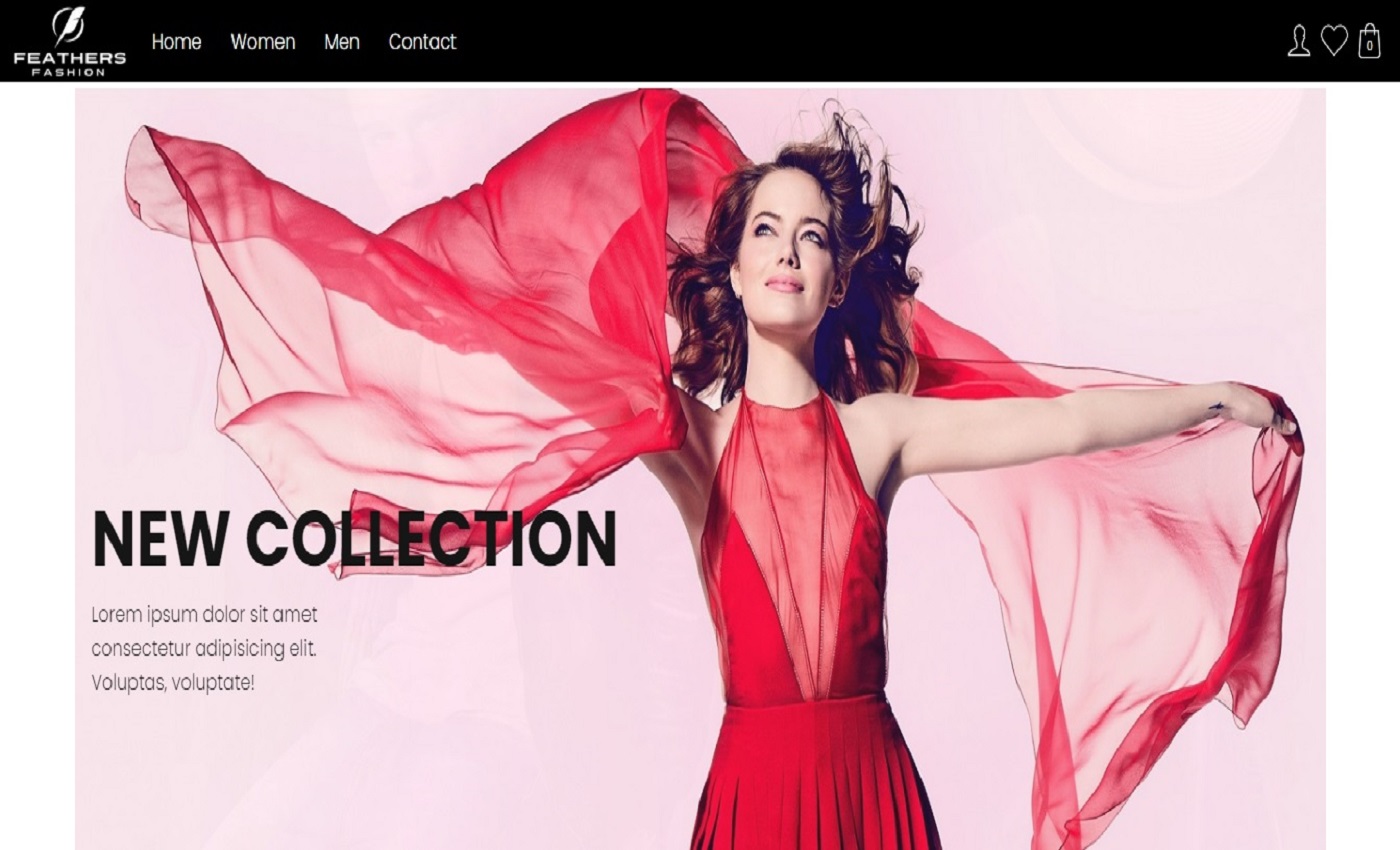 FEATHERS
FASHION
Home Women Men Contact
0
NEW COLLECTION
Lorem ipsum dolor sit amet
consectetur adipisicing elit.
Voluptas, voluptate!